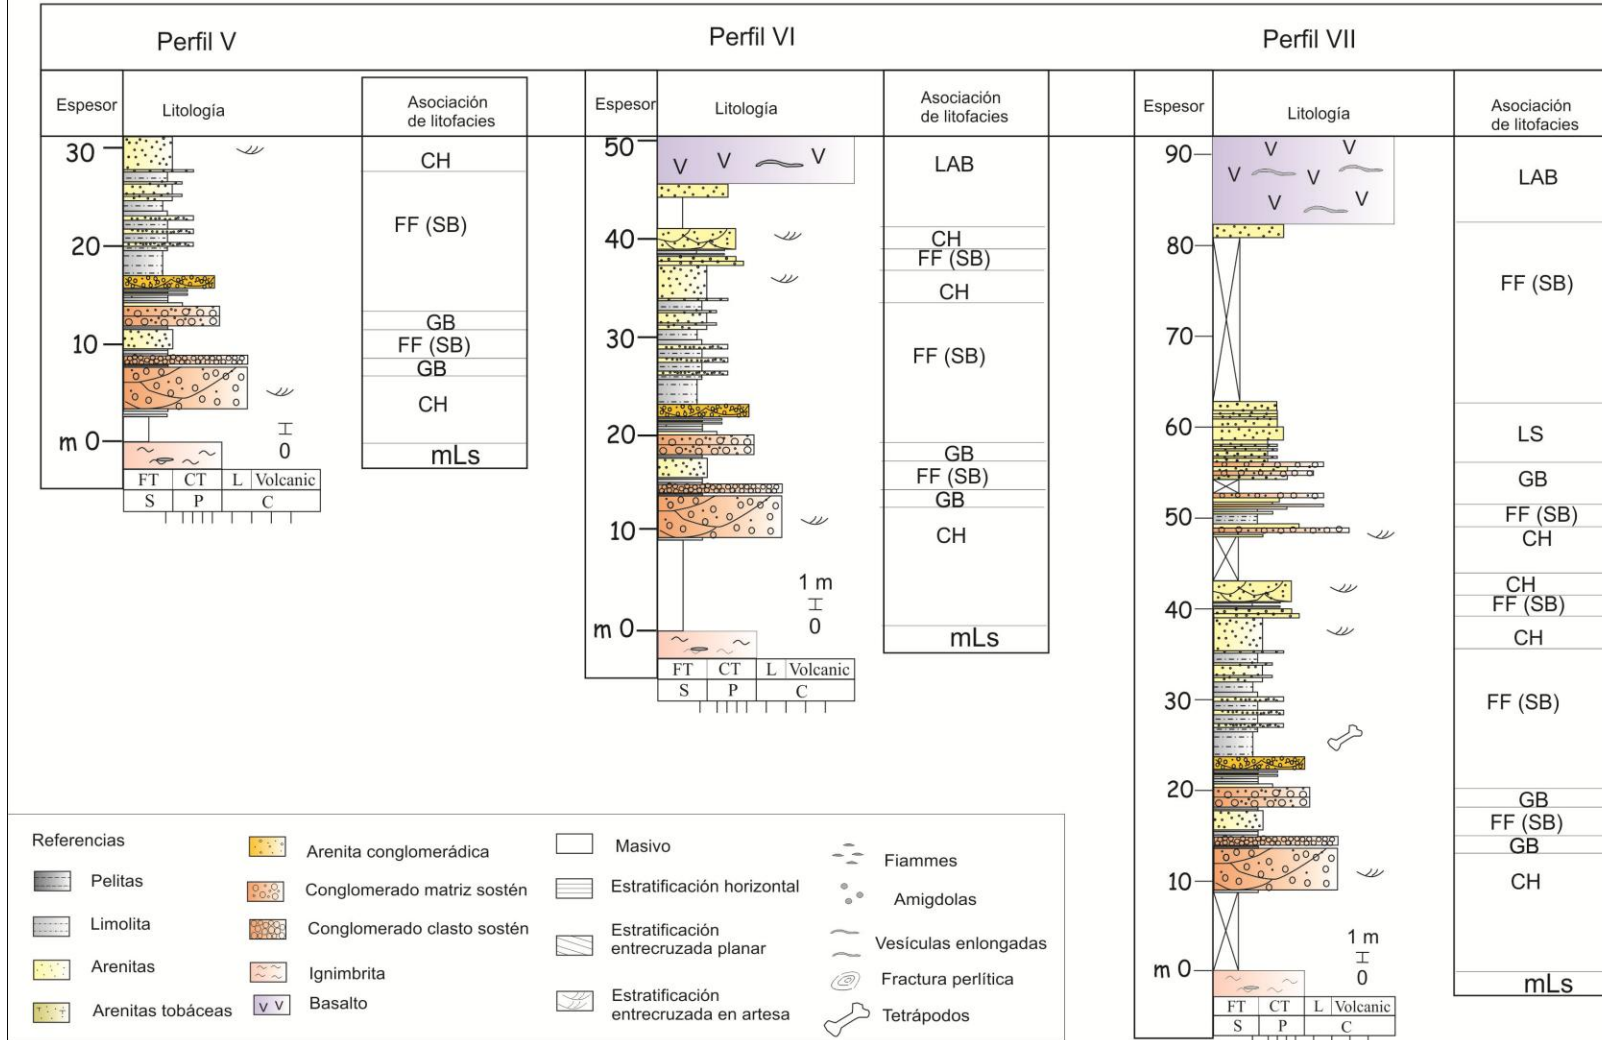 Perfil V
Perfil VI
Perfil VII
Espesor
Litología
Asociación
de litofacies
30
20
10
m 0
CH
FF (SB)
GB
FF (SB)
GB
CH
mLs
0
FT CT L Volcanic
S P C
Espesor
Litología
Asociación
de litofacies
50
40
30
20
10
m 0
V V V
LAB
CH
FF (SB)
CH
FF (SB)
GB
FF (SB)
GB
CH
mLs
1 m
0
FT CT L Volcanic
S P C
Espesor
Litología
Asociación
de litofacies
90
80
70
60
50
40
30
20
10
m 0
V V
V V
V V
LAB
FF (SB)
LS
GB
FF (SB)
CH
CH
FF (SB)
CH
FF (SB)
GB
FF (SB)
GB
CH
mLs
1 m
0
FT CT L Volcanic
S P C
Referencias
Pelitas
Limolita
Arenitas
Arenitas tobáceas
Arenita conglomerádica
Conglomerado matriz sostén
Conglomerado clasto sostén
Ignimbrita
V V Basalto
Masivo
Estratificación horizontal
Estratificación
entrecruzada planar
Estratificación
entrecruzada en artesa
Fiammes
Amigdolas
Vesículas enlongadas
Fractura perlítica
Tetrápodos